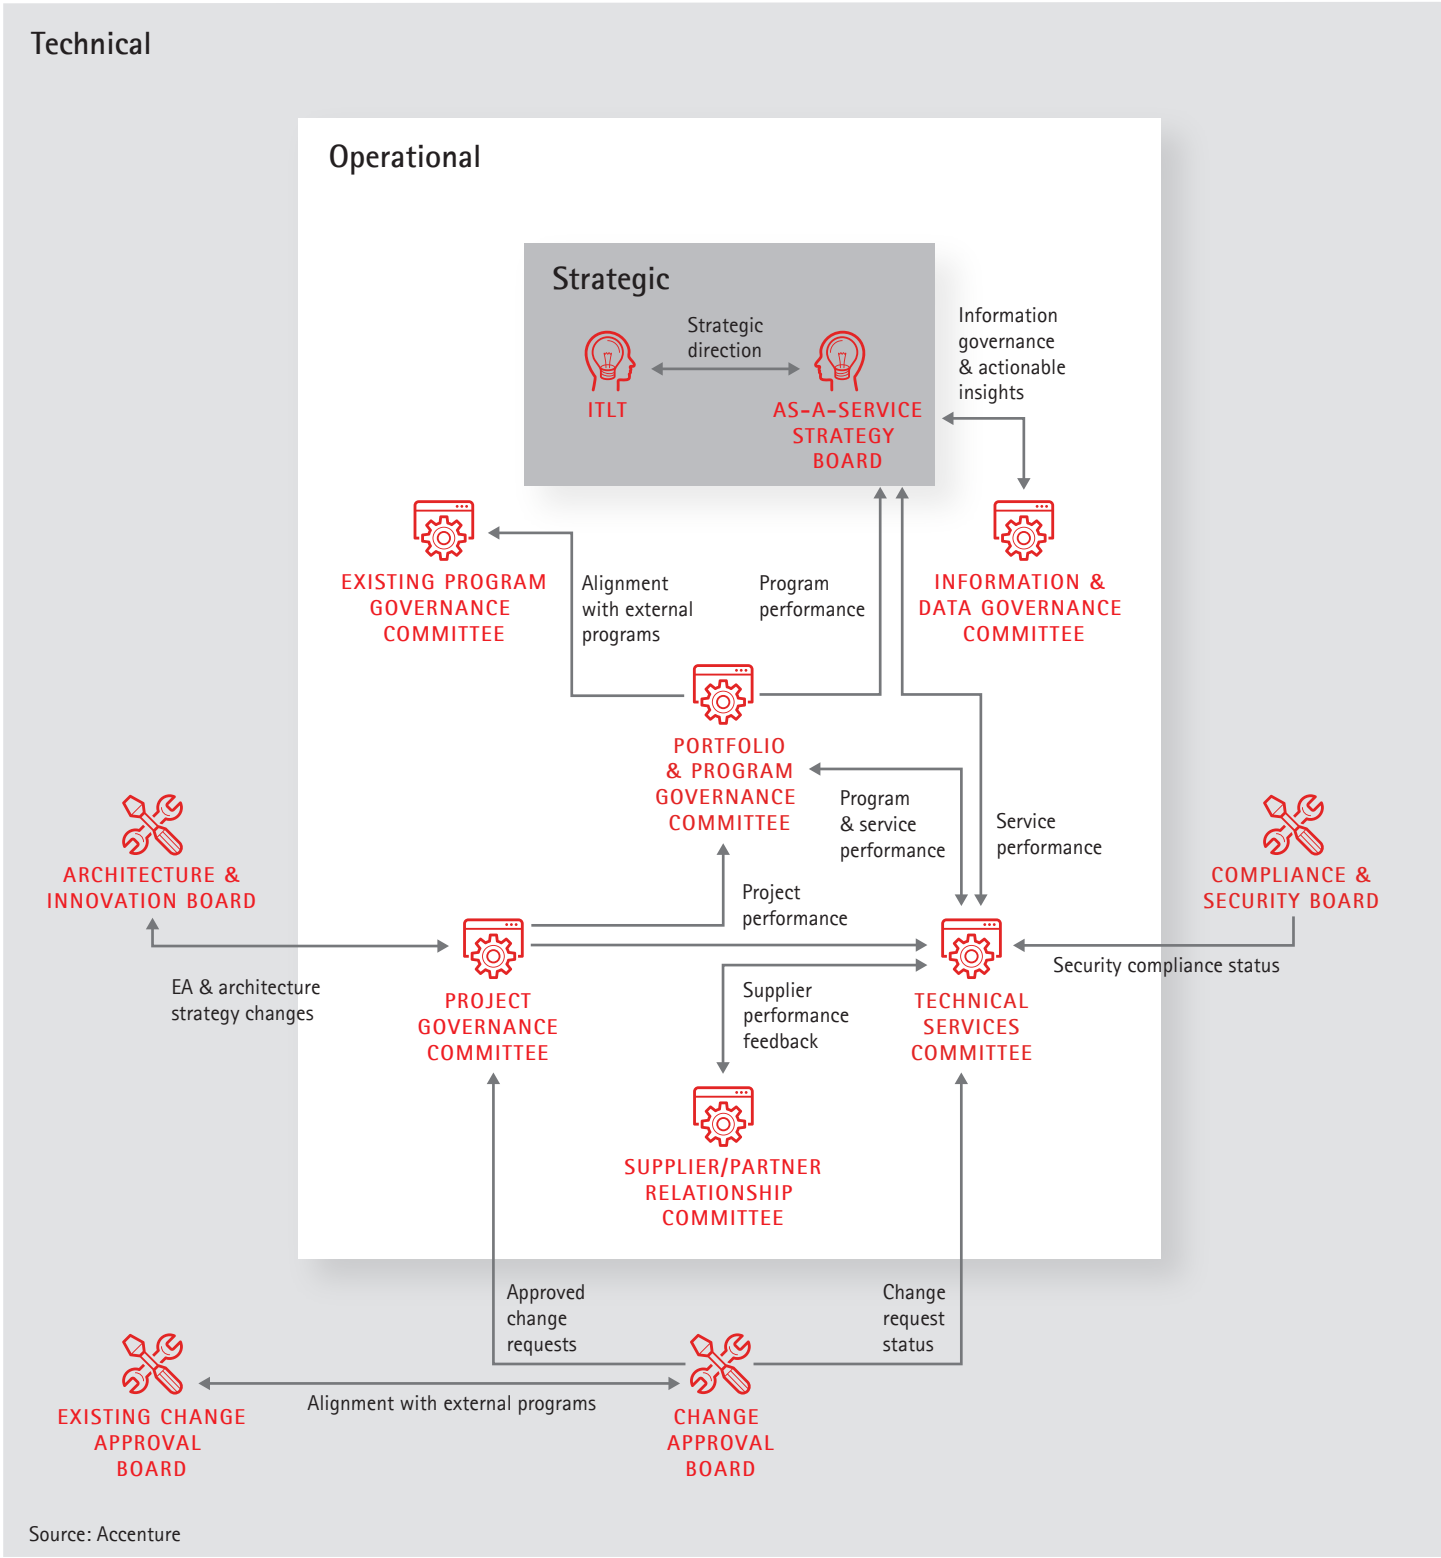 Technical
Operational
Strategic
Strategic
direction
ITLT
AS-A-SERVICE
STRATEGY
BOARD
Information
governance
& actionable
insights
EXISTING PROGRAM
GOVERNANCE
COMMITTEE
Alignment
with external
programs
Program
performance
INFORMATION &
DATA GOVERNANCE
COMMITTEE
PORTFOLIO
& PROGRAM
GOVERNANCE
COMMITTEE
Program
& service
performance
Service
performance
ARCHITECTURE &
INNOVATION BOARD
COMPLIANCE &
SECURITY BOARD
Project
performance
EA & architecture
strategy changes
PROJECT
GOVERNANCE
COMMITTEE
Supplier
performance
feedback
TECHNICAL
SERVICES
COMMITTEE
Security compliance status
SUPPLIER/PARTNER
RELATIONSHIP
COMMITTEE
Approved
change
requests
Change
request
status
EXISTING CHANGE
APPROVAL
BOARD
Alignment with external programs
CHANGE
APPROVAL
BOARD
Source: Accenture